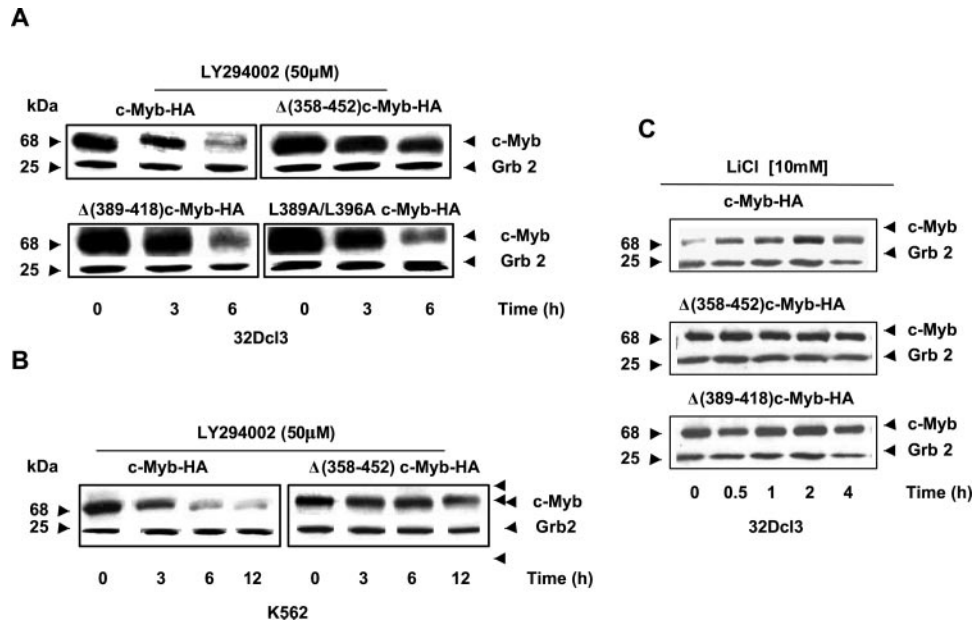 A
LY294002 (50µM)
kDa
c-Myb-HA
Δ(358-452)c-Myb-HA
68
c-Myb
25
Grb 2
Δ(389-418)c-Myb-HA
L389A/L396A c-Myb-HA
68
c-Myb
25
Grb 2
0 3 6 0 3 6 Time (h)
32Dcl3
B
LY294002 (50µM)
kDa
c-Myb-HA
Δ(358-452) c-Myb-HA
68
c-Myb
25
Grb2
0 3 6 12 0 3 6 12 Time (h)
K562
C
LiCl [10mM]
c-Myb-HA
68
c-Myb
25
Grb 2
Δ(358-452)c-Myb-HA
68
c-Myb
25
Grb 2
Δ(389-418)c-Myb-HA
68
c-Myb
25
Grb 2
0 0.5 1 2 4 Time (h)
32Dcl3